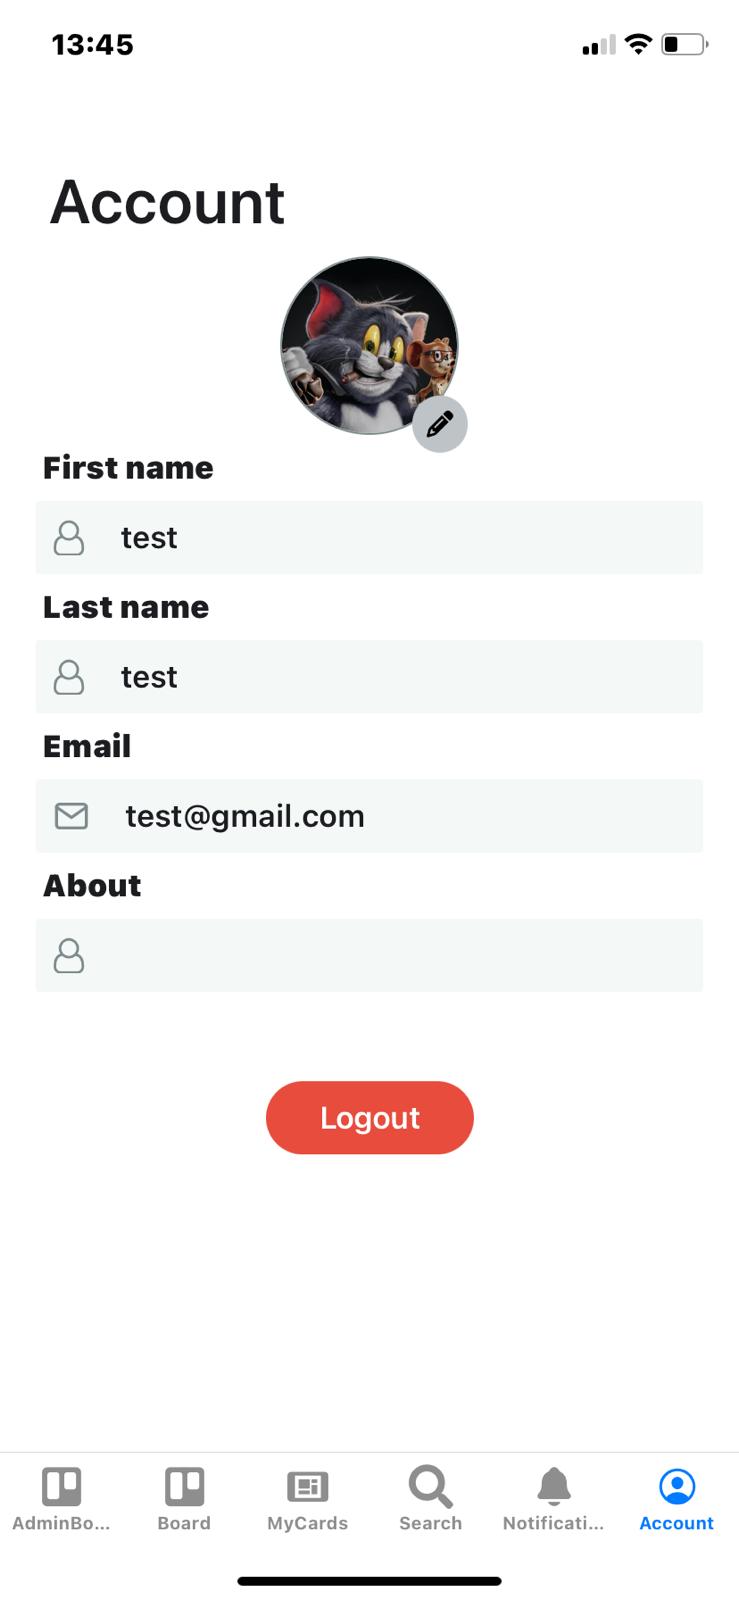 13:45
Account
First name
test
Last name
test
Email
test@gmail.com
About
Logout
AdminBo... Board MyCards Search Notificati... Account